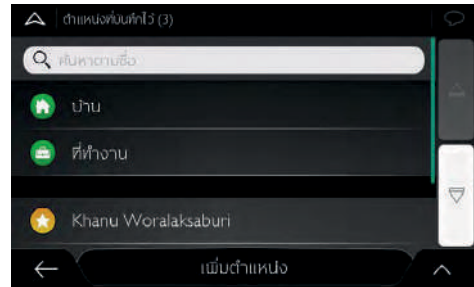 ตำแหน่งที่บันทึกไว้ (3)
ค้นหาตามชื่อ
บ้าน
ที่ทำงาน
Khanu Woralaksaburi
เพิ่มตำแหน่ง